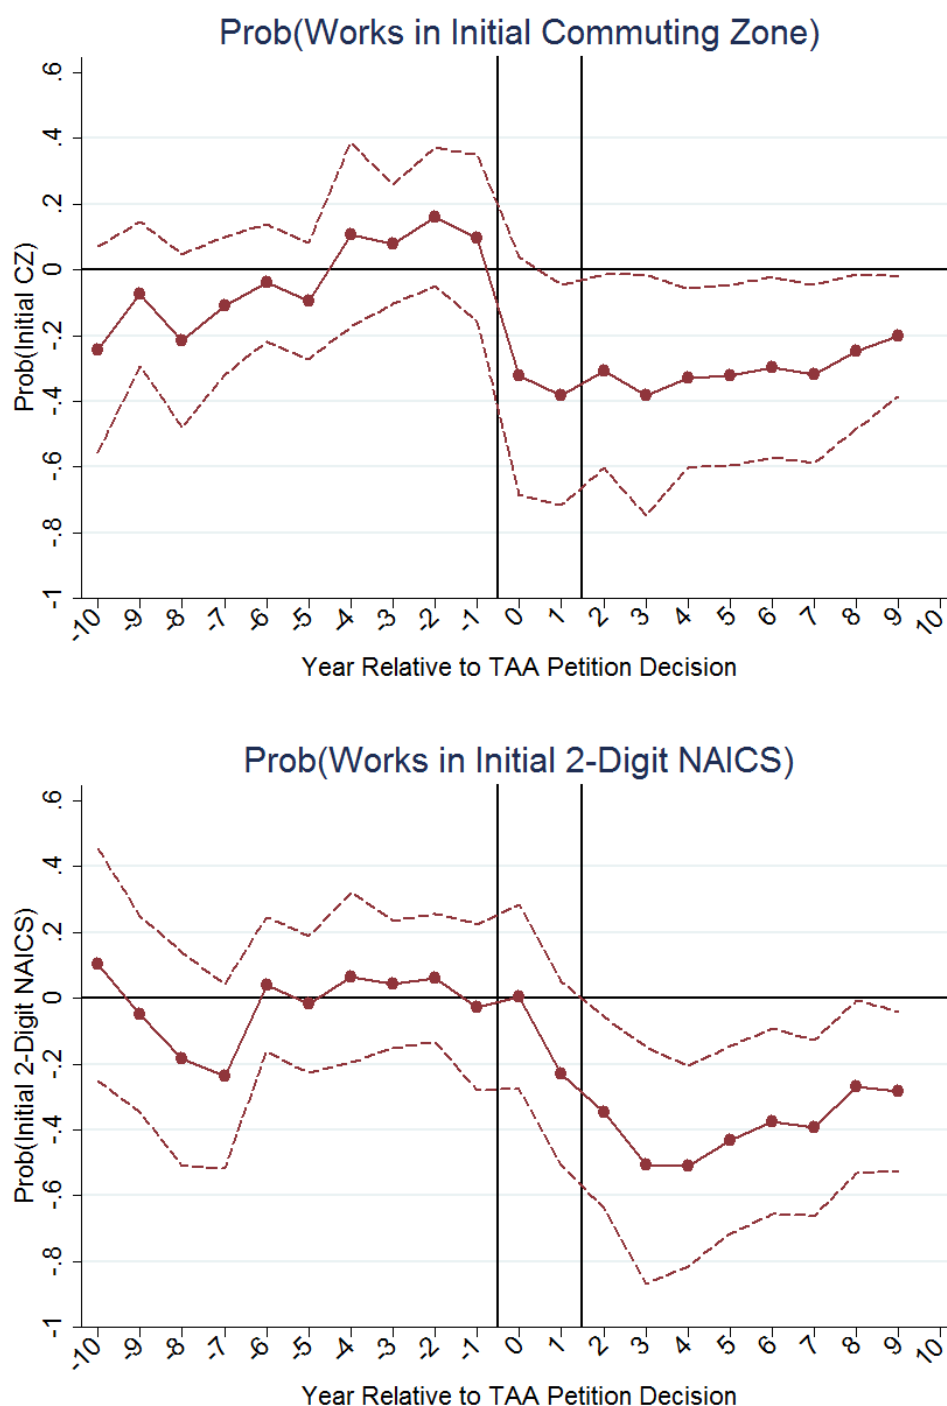 Prob(Works in Initial Commuting Zone)
Prob(Initial CZ)
.6
.4
.2
0
-.2
-.4
-.6
-.8
-1
-10 -9 -8 -7 -6 -5 -4 -3 -2 -1 0 1 2 3 4 5 6 7 8 9 10
Year Relative to TAA Petition Decision
Prob(Works in Initial 2-Digit NAICS)
Prob(Initial 2-Digit NAICS)
.6
.4
.2
0
-.2
-.4
-.6
-.8
-1
-10 -9 -8 -7 -6 -5 -4 -3 -2 -1 0 1 2 3 4 5 6 7 8 9 10
Year Relative to TAA Petition Decision